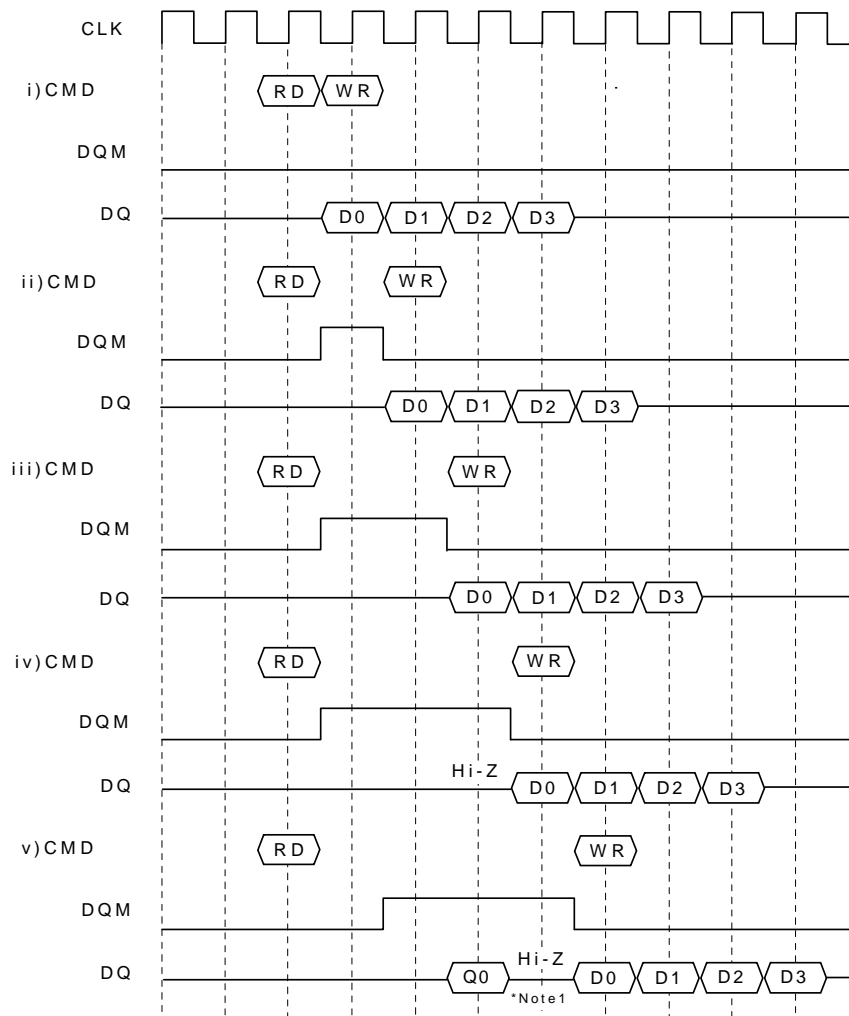 CLK
i)CMD RD WR
DQM
DQ D0 D1 D2 D3
ii)CMD RD WR
DQM
DQ D0 D1 D2 D3
iii)CMD RD WR
DQM
DQ D0 D1 D2 D3
iv)CMD RD WR
DQM
Hi-Z
DQ D0 D1 D2 D3
v)CMD RD WR
DQM
Hi-Z
DQ Q0 D0 D1 D2 D3
*Note1